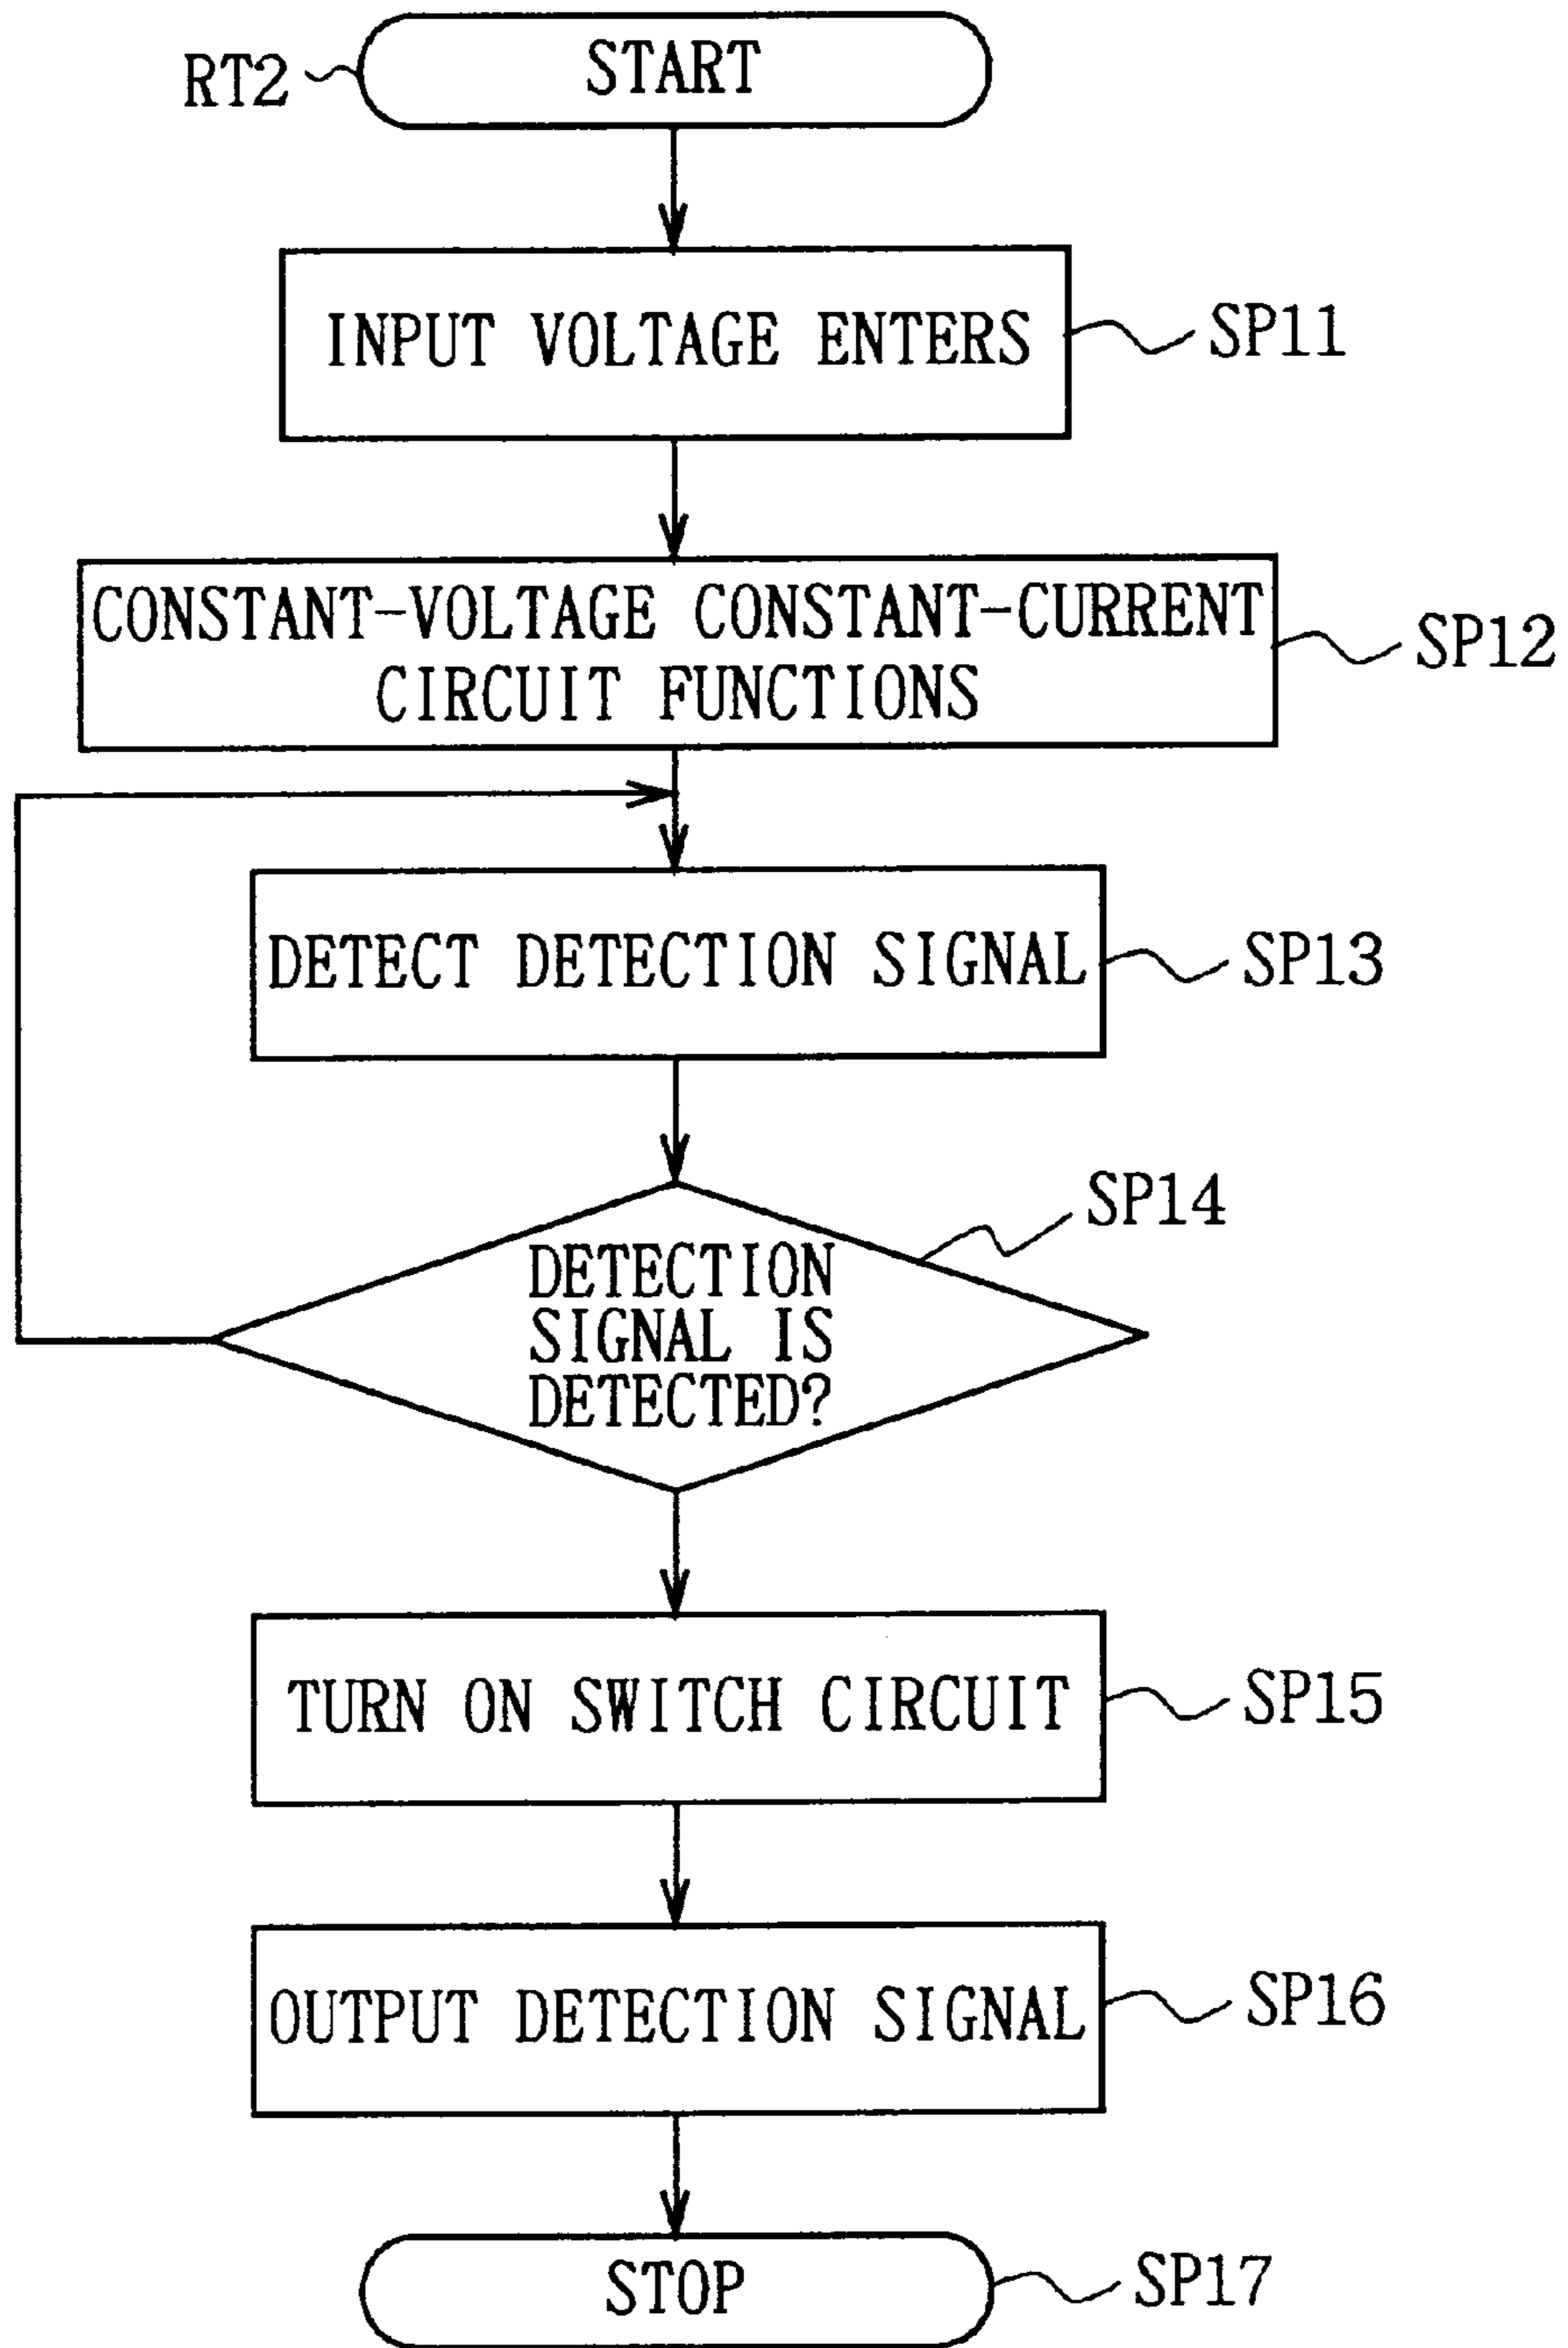 RT2
START
INPUT VOLTAGE ENTERS
SP11
CONSTANT-VOLTAGE CONSTANT-CURRENT
CIRCUIT FUNCTIONS
SP12
DETECT DETECTION SIGNAL
SP13
SP14
DETECTION
SIGNAL IS
DETECTED?
TURN ON SWITCH CIRCUIT
SP15
OUTPUT DETECTION SIGNAL
SP16
STOP
SP17